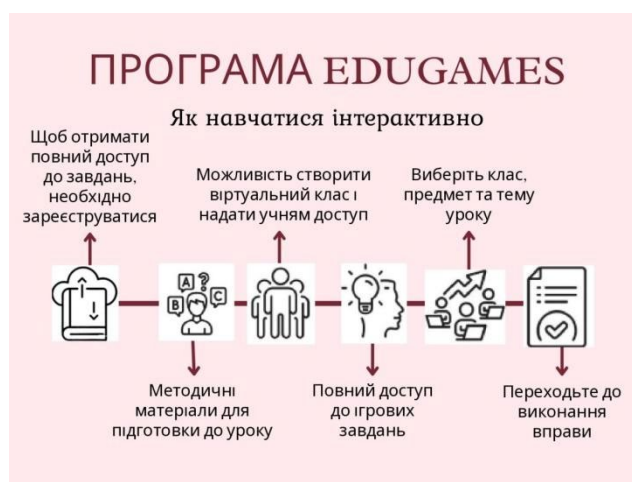 ПРОГРАМА EDUGAMES
Як навчатися інтерактивно
Щоб отримати
повний доступ
до завдань,
необхідно
зареєструватися
Методичні
матеріали для
підготовки до уроку
Можливість створити
віртуальний клас і
надати учням доступ
Повний доступ
до ігрових
завдань
Виберіть клас,
предмет та тему
уроку
Переходьте до
виконання
вправи
A
?
B
C